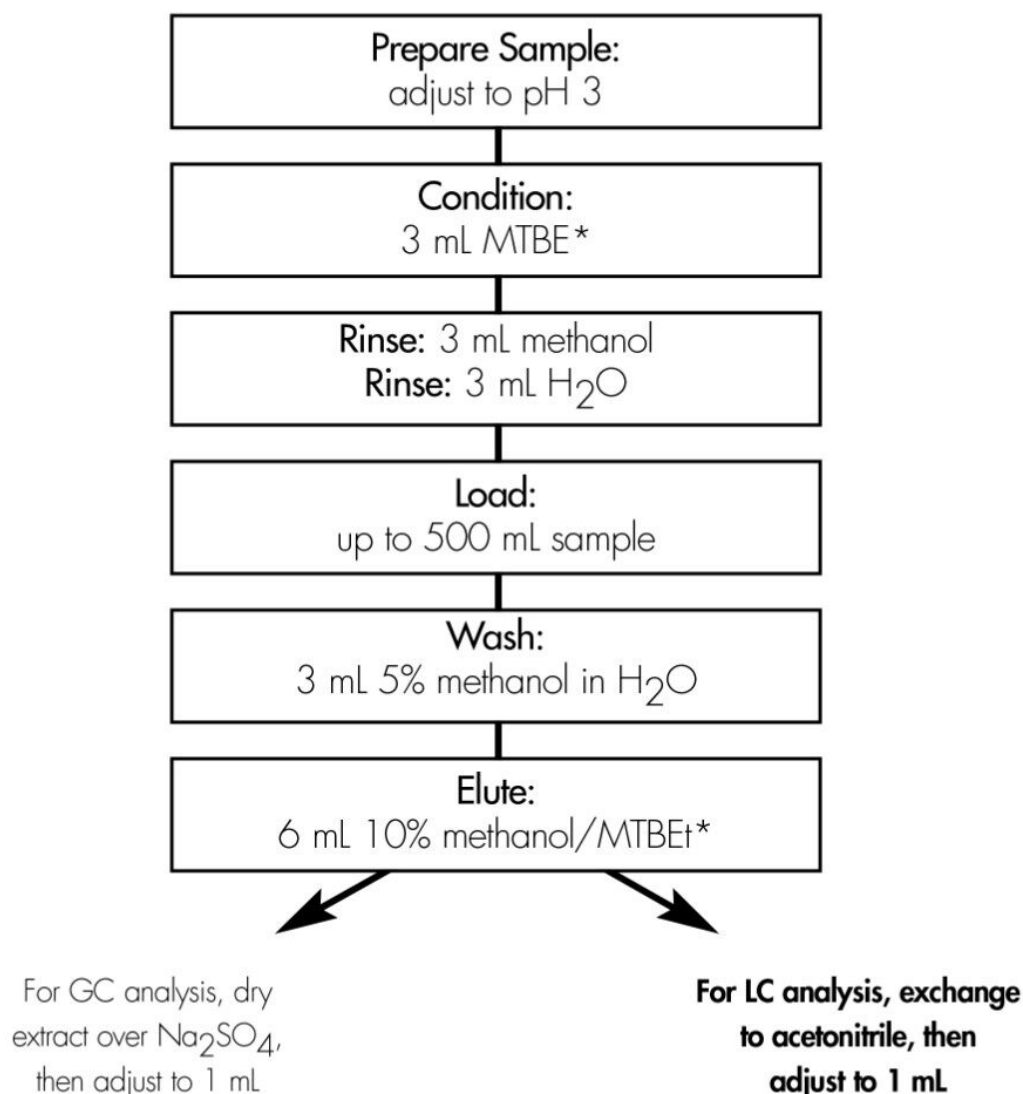 Prepare Sample:
adjust to pH 3
Condition:
3 mL MTBE*
Rinse: 3 mL methanol
Rinse: 3 mL H₂O
Load:
up to 500 mL sample
Wash:
3 mL 5% methanol in H₂O
Elute:
6 mL 10% methanol/MTBEt*
For GC analysis, dry
extract over Na₂SO₄,
then adjust to 1 mL
For LC analysis, exchange
to acetonitrile, then
adjust to 1 mL